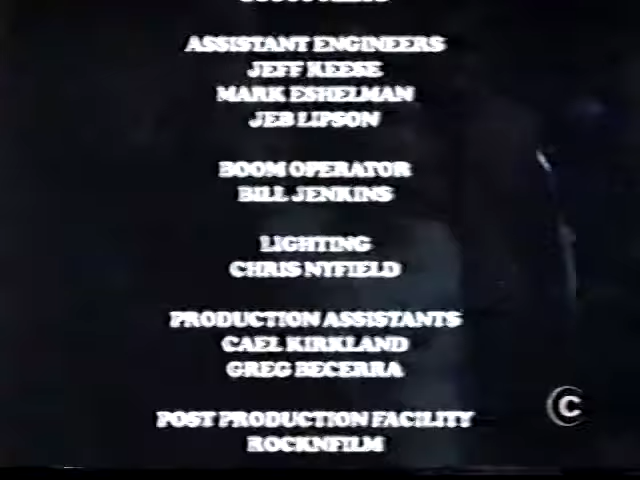 ASSISTANT ENGINEERS
JEFF REESE
MARK ESHELMAN
JEB LIPSON
BOOM OPERATOR
BILL JENKINS
LIGHTING
CHRIS NYFIELD
PRODUCTION ASSISTANTS
CAEL KIRKLAND
GREG BECERRA
POST PRODUCTION FACILITY
ROCKNFILM
C